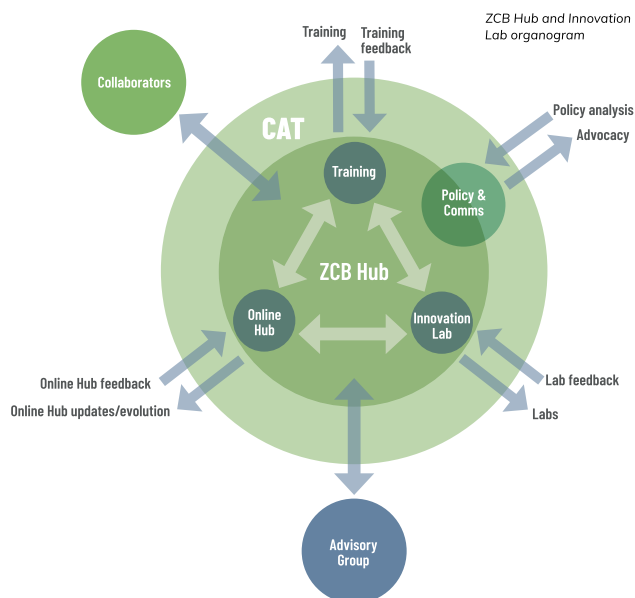 ZCB Hub and Innovation
Lab organogram
Training
Training
feedback
Collaborators
CAT
Policy analysis
Advocacy
Training
Policy &
Comms
ZCB Hub
Online
Hub
Innovation
Lab
Online Hub feedback
Online Hub updates/evolution
Lab feedback
Labs
Advisory
Group